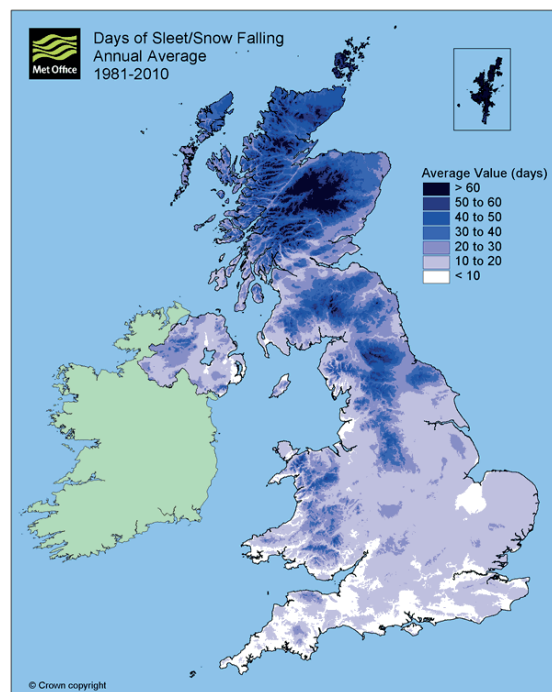 Met Office
Days of Sleet/Snow Falling
Annual Average
1981-2010
Average Value (days)
> 60
50 to 60
40 to 50
30 to 40
20 to 30
10 to 20
< 10
© Crown copyright